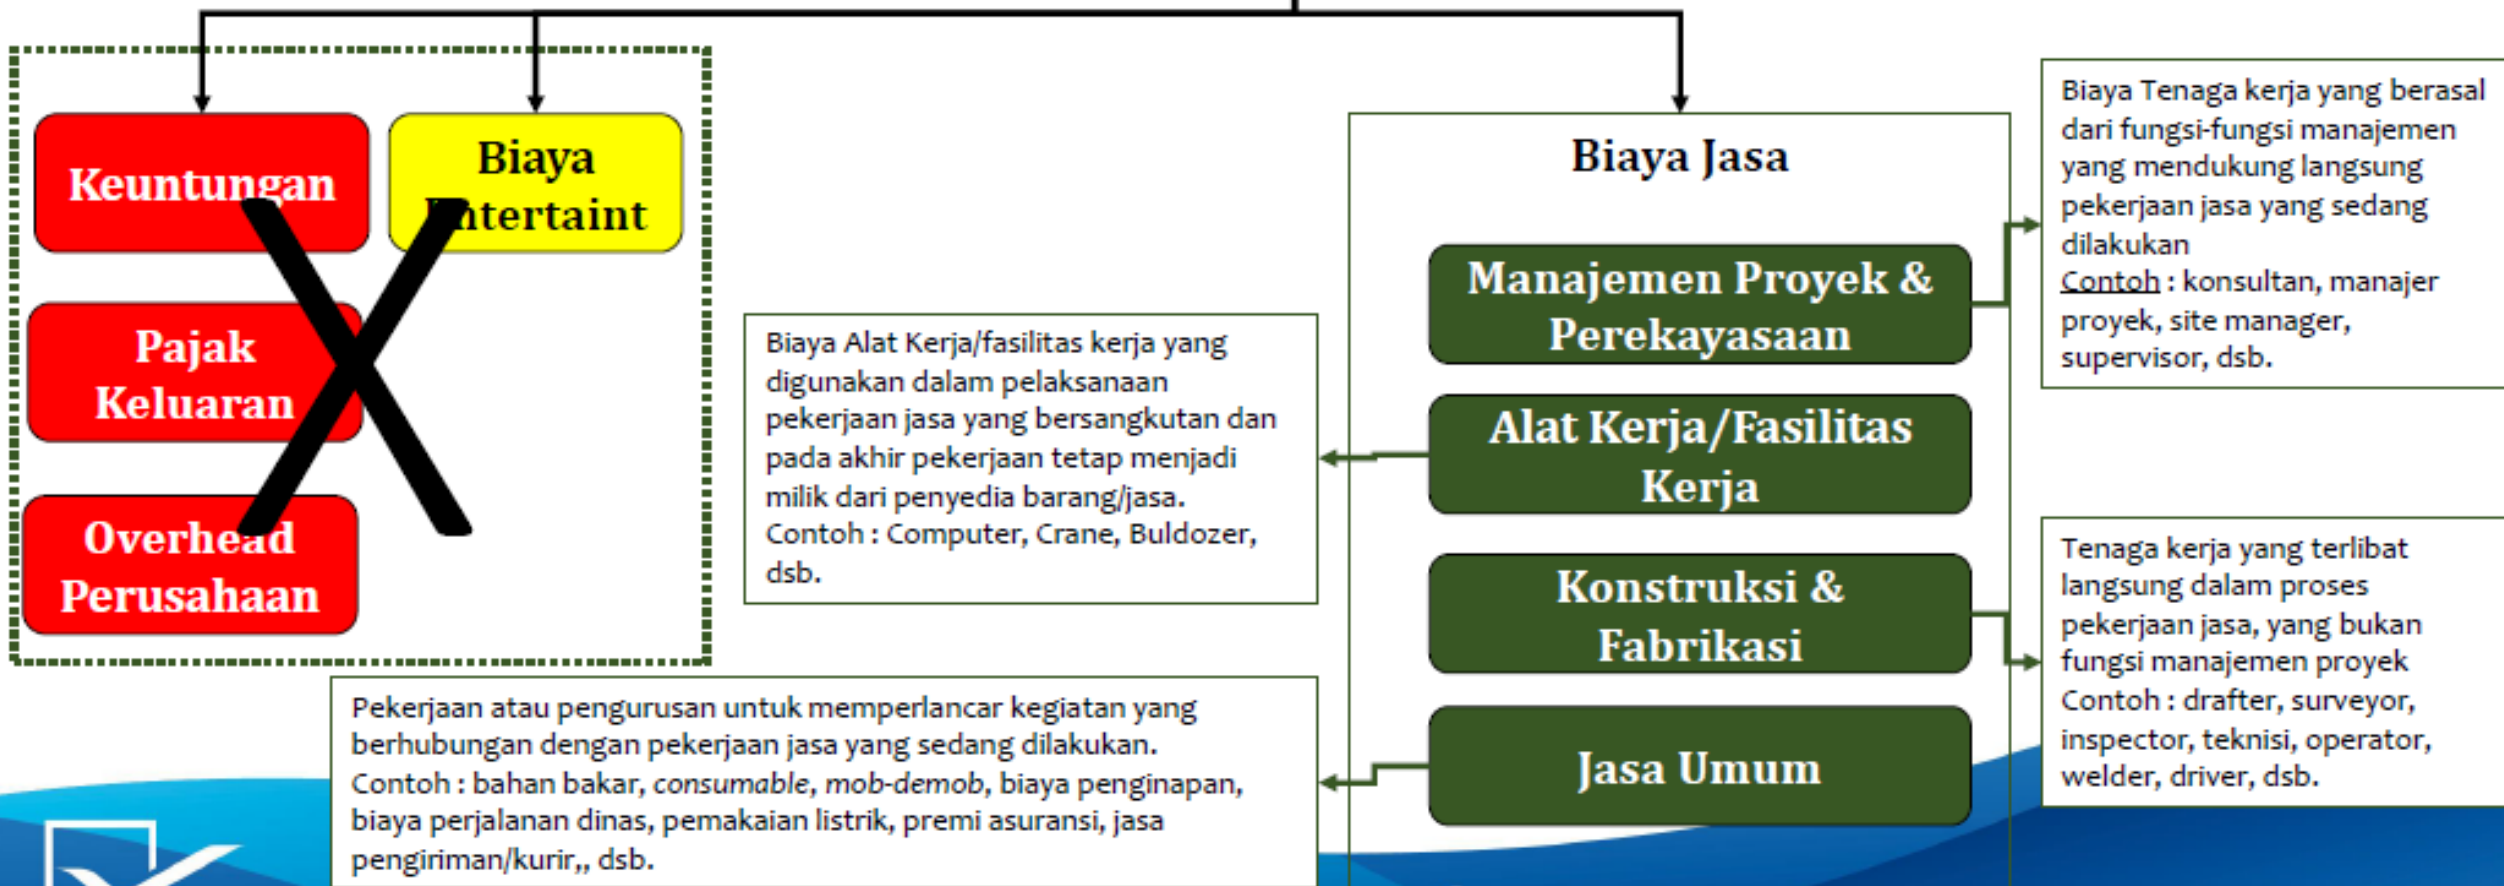 Keuntungan
Biaya
Entertaint
Pajak
Keluaran
Overhead
Perusahaan
Biaya Jasa
Manajemen Proyek &
Perekayasaan
Alat Kerja/Fasilitas
Kerja
Konstruksi &
Fabrikasi
Jasa Umum
Biaya Tenaga kerja yang berasal
dari fungsi-fungsi manajemen
yang mendukung langsung
pekerjaan jasa yang sedang
dilakukan
Contoh : konsultan, manajer
proyek, site manager,
supervisor, dsb.
Biaya Alat Kerja/fasilitas kerja yang
digunakan dalam pelaksanaan
pekerjaan jasa yang bersangkutan dan
pada akhir pekerjaan tetap menjadi
milik dari penyedia barang/jasa.
Contoh : Computer, Crane, Buldozer,
dsb.
Tenaga kerja yang terlibat
langsung dalam proses
pekerjaan jasa, yang bukan
fungsi manajemen proyek
Contoh : drafter, surveyor,
inspector, teknisi, operator,
welder, driver, dsb.
Pekerjaan atau pengurusan untuk memperlancar kegiatan yang
berhubungan dengan pekerjaan jasa yang sedang dilakukan.
Contoh : bahan bakar, consumable, mob-demob, biaya penginapan,
biaya perjalanan dinas, pemakaian listrik, premi asuransi, jasa
pengiriman/kurir,, dsb.